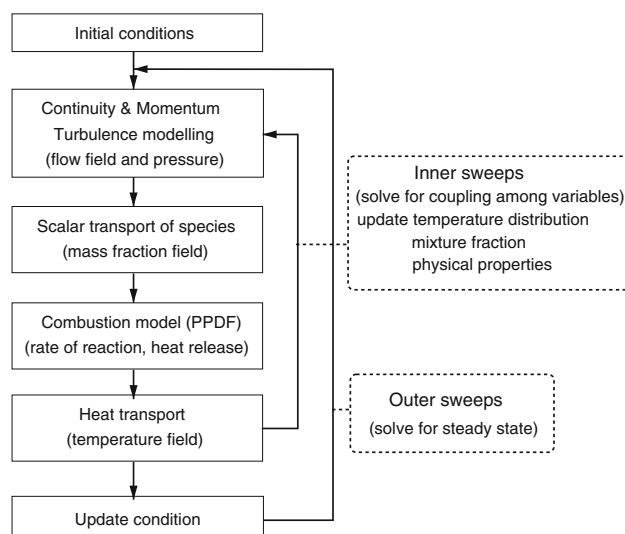 Initial conditions
Continuity & Momentum
Turbulence modelling
(flow field and pressure)
Scalar transport of species
(mass fraction field)
Combustion model (PPDF)
(rate of reaction, heat release)
Heat transport
(temperature field)
Update condition
Inner sweeps
(solve for coupling among variables)
update temperature distribution
mixture fraction
physical properties
Outer sweeps
(solve for steady state)